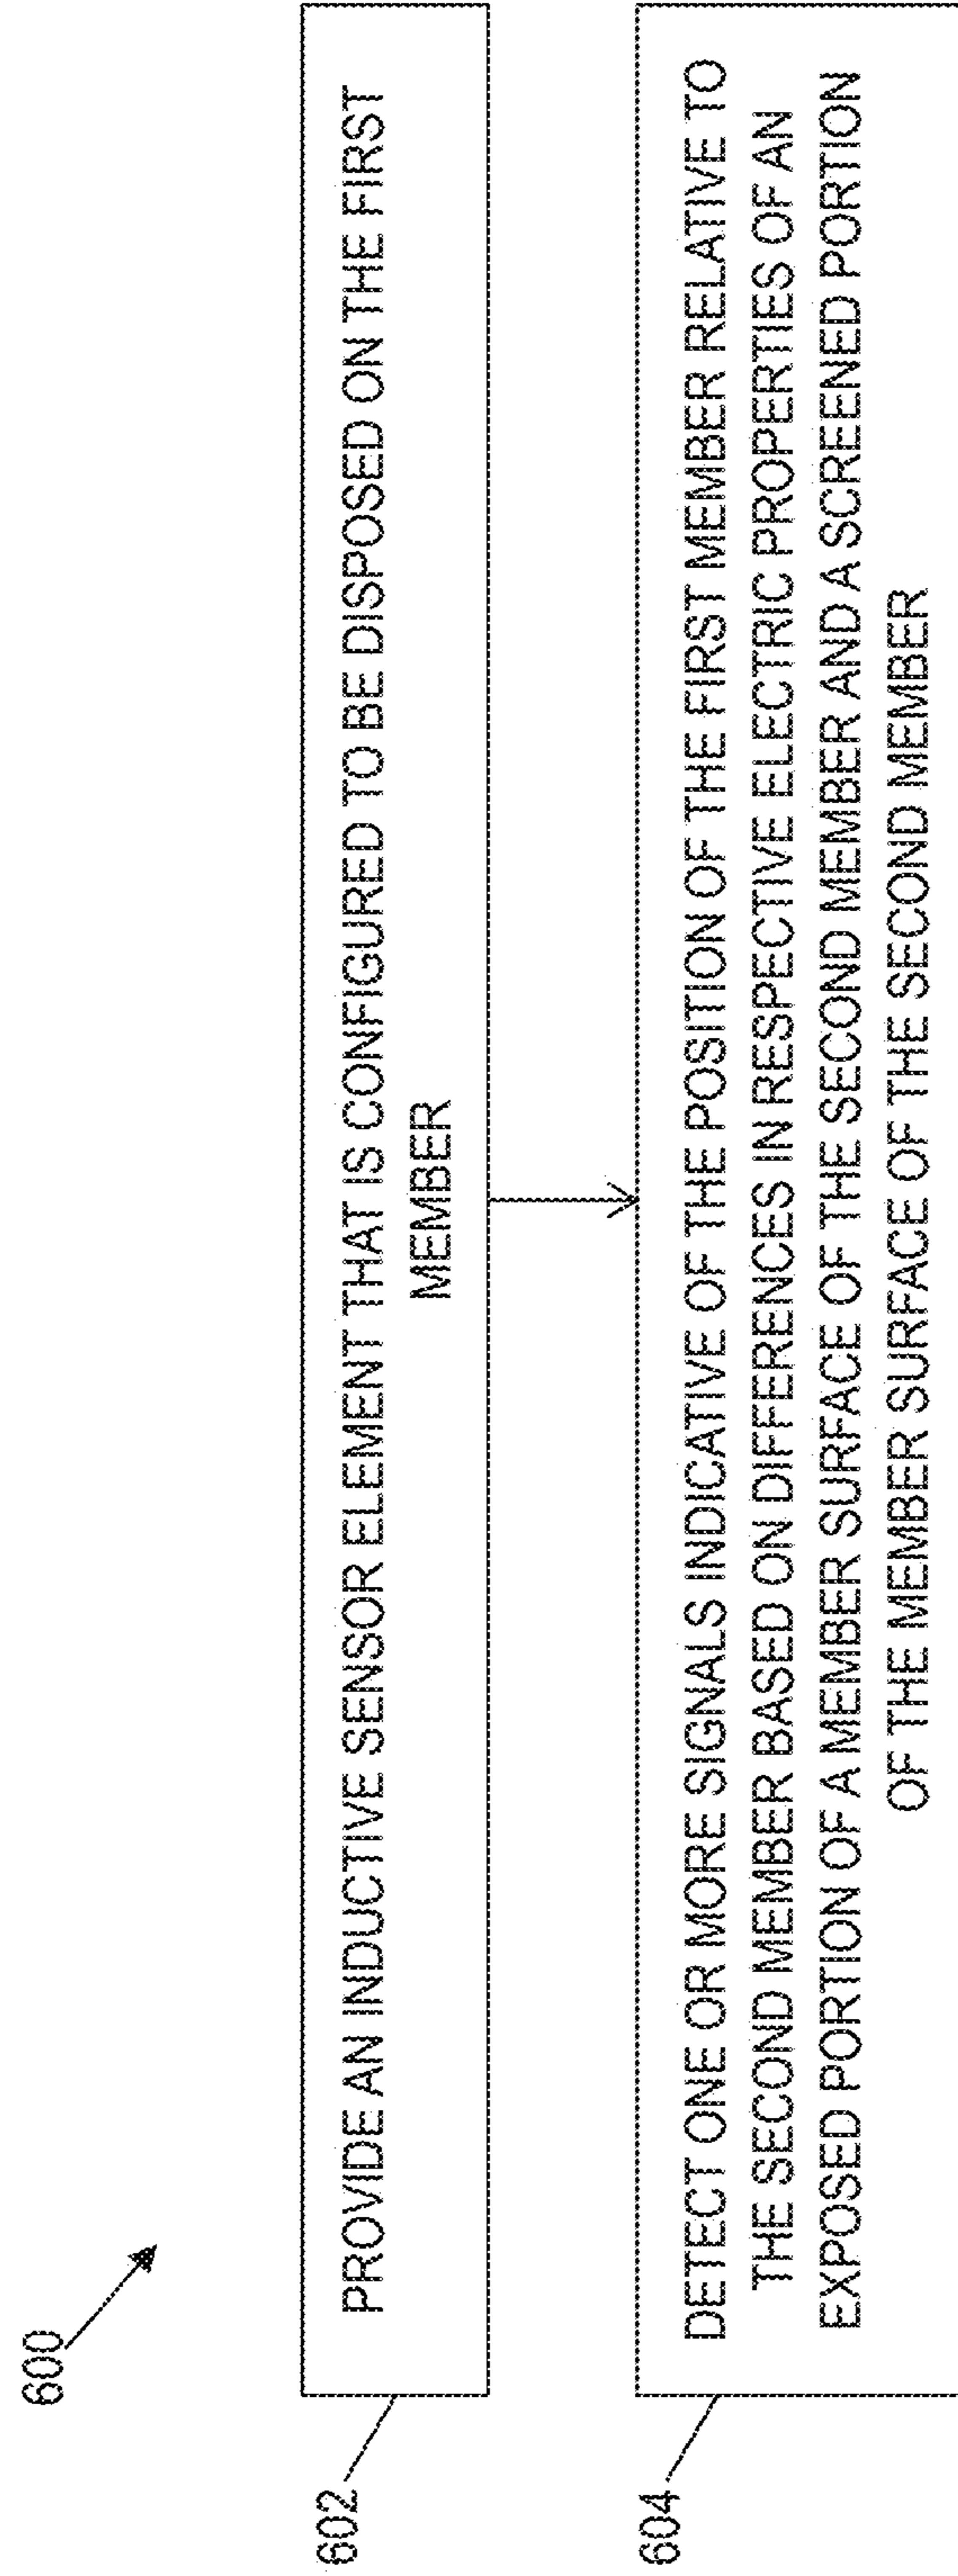 600
602
PROVIDE AN INDUCTIVE SENSOR ELEMENT THAT IS CONFIGURED TO BE DISPOSED ON THE FIRST
MEMBER
604
DETECT ONE OR MORE SIGNALS INDICATIVE OF THE POSITION OF THE FIRST MEMBER RELATIVE TO
THE SECOND MEMBER BASED ON DIFFERENCES IN RESPECTIVE ELECTRIC PROPERTIES OF AN
EXPOSED PORTION OF A MEMBER SURFACE OF THE SECOND MEMBER AND A SCREENED PORTION
OF THE MEMBER SURFACE OF THE SECOND MEMBER